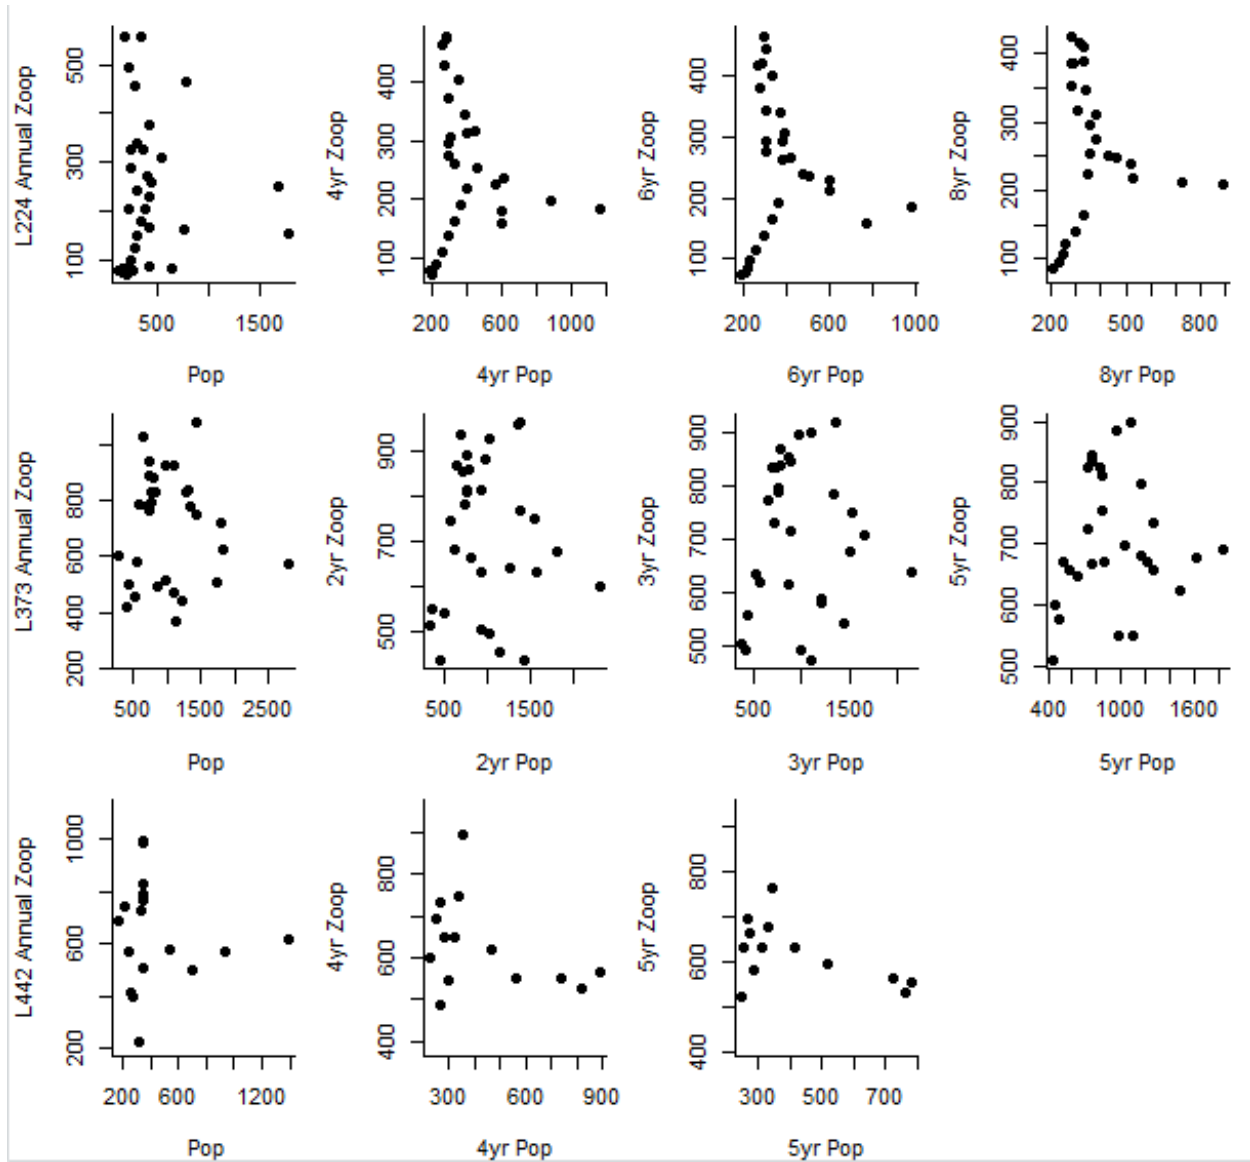 L224 Annual Zoop
100 300 500
500 1500
Pop
4yr Zoop
100 200 300 400
200 600 1000
4yr Pop
6yr Zoop
100 200 300 400
200 600 1000
6yr Pop
8yr Zoop
100 200 300 400
200 500 800
8yr Pop
L373 Annual Zoop
200 400 600 800
500 1500 2500
Pop
2yr Zoop
500 700 900
500 1500
2yr Pop
3yr Zoop
500 600 700 800 900
500 1500
3yr Pop
5yr Zoop
500 600 700 800 900
400 1000 1600
5yr Pop
L442 Annual Zoop
200 600 1000
200 600 1200
Pop
4yr Zoop
400 600 800
300 600 900
4yr Pop
5yr Zoop
400 600 800
300 500 700
5yr Pop